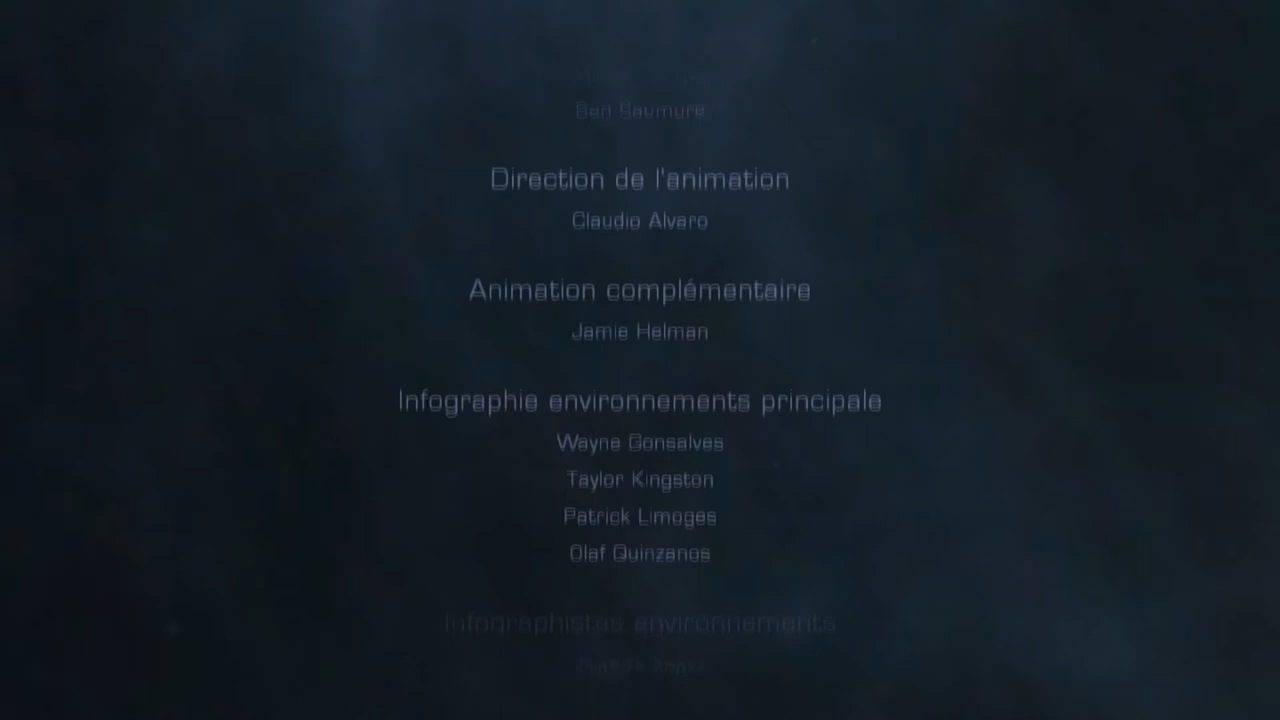 Ben Saumure
Direction de l'animation
Claudio Alvaro
Animation complémentaire
Jamie Helman
Infographie environnements principale
Wayne Gonsalves
Taylor Kingston
Patrick Limoges
Olaf Quinzanos
Infographistes environnements